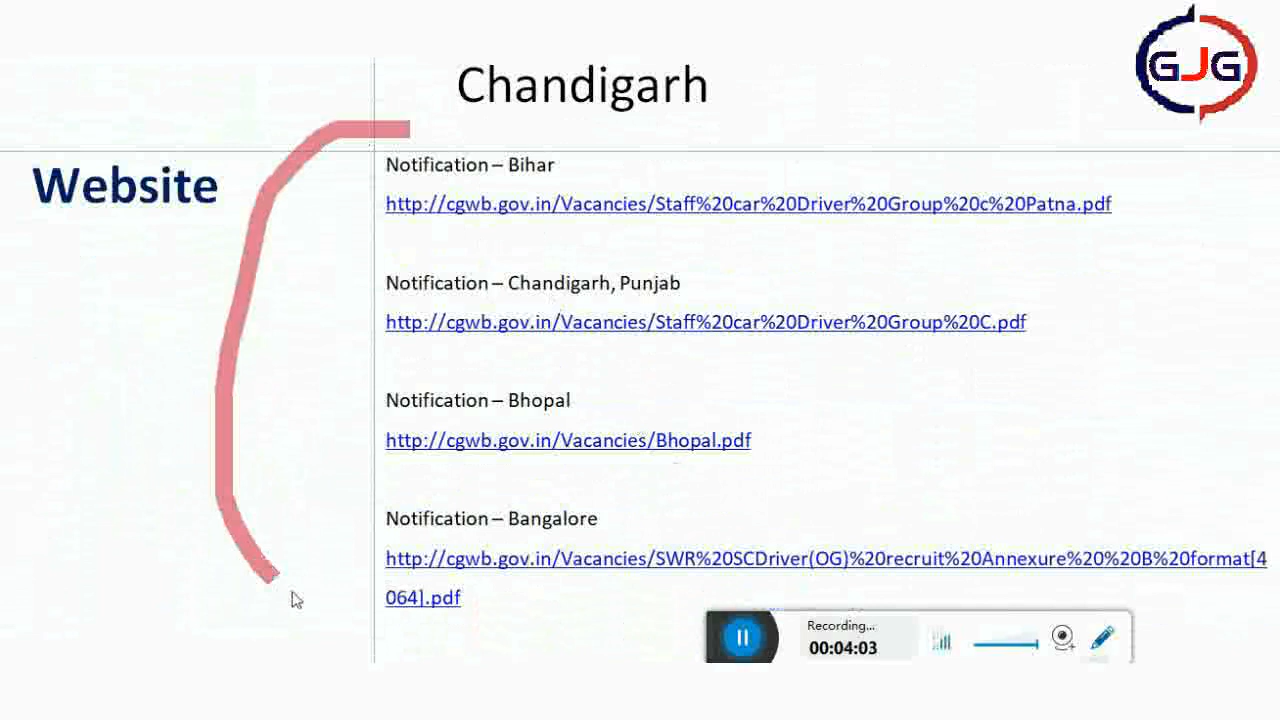 GJG
Chandigarh
Website
Notification – Bihar
http://cgwb.gov.in/Vacancies/Staff%20car%20Driver%20Group%20c%20Patna.pdf
Notification – Chandigarh, Punjab
http://cgwb.gov.in/Vacancies/Staff%20car%20Driver%20Group%20C.pdf
Notification – Bhopal
http://cgwb.gov.in/Vacancies/Bhopal.pdf
Notification – Bangalore
http://cgwb.gov.in/Vacancies/SWR%20SCDriver(OG)%20recruit%20Annexure%20%20B%20format[4
064].pdf
Recording...
00:04:03